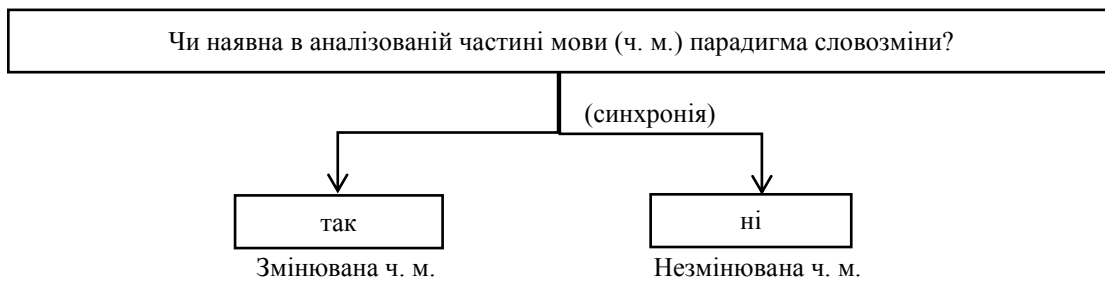 Чи наявна в аналізованій частині мови (ч. м.) парадигма словозміни?
(синхронія)
так
ні
Змінювана ч. м.
Незмінювана ч. м.